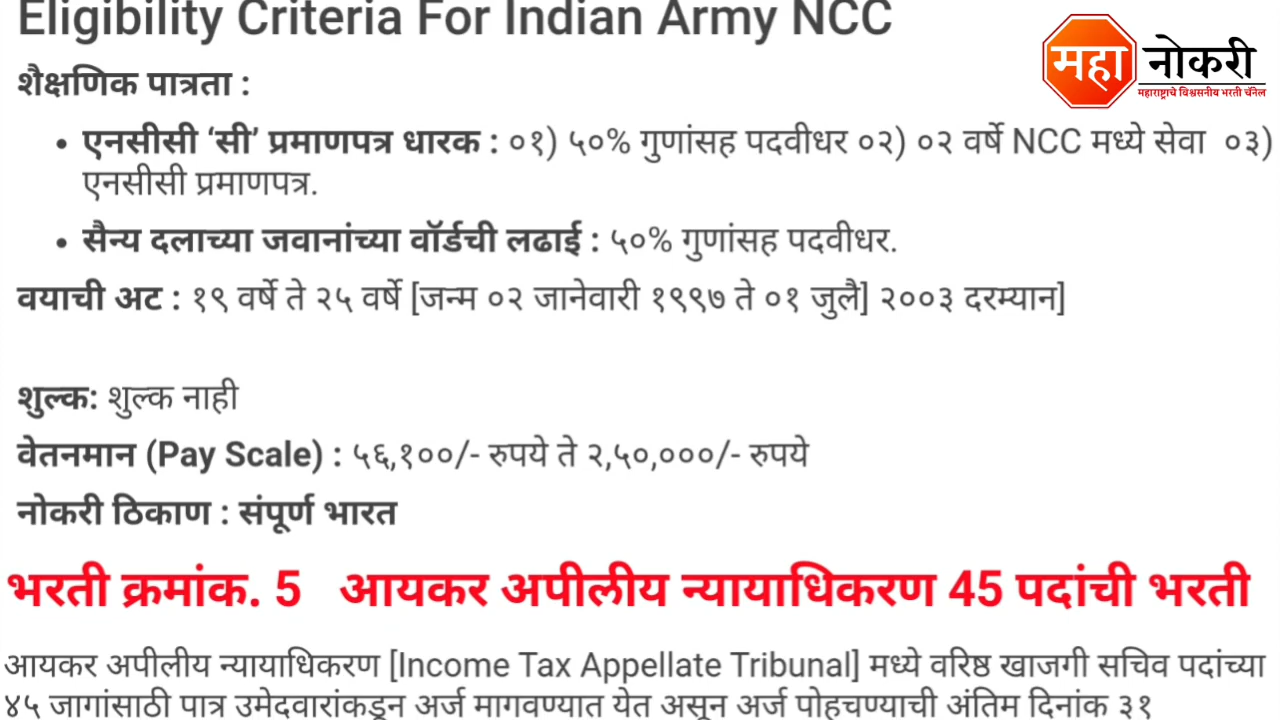 Eligibility Criteria For Indian Army NCC
महा नोकरी
महाराष्ट्राचे विश्वसनीय भरती चॅनेल
शैक्षणिक पात्रता :
• एनसीसी ‘सी’ प्रमाणपत्र धारक : ०१) ५०% गुणांसह पदवीधर ०२) ०२ वर्षे NCC मध्ये सेवा ०३)
एनसीसी प्रमाणपत्र.
• सैन्य दलाच्या जवानांच्या वॉर्डची लढाई : ५०% गुणांसह पदवीधर.
वयाची अट : १९ वर्षे ते २५ वर्षे [जन्म ०२ जानेवारी १९९७ ते ०१ जुलै] २००३ दरम्यान]
शुल्क: शुल्क नाही
वेतनमान (Pay Scale) : ५६,१००/- रुपये ते २,५०,०००/- रुपये
नोकरी ठिकाण : संपूर्ण भारत
भरती क्रमांक. 5 आयकर अपीलीय न्यायाधिकरण 45 पदांची भरती
आयकर अपीलीय न्यायाधिकरण [Income Tax Appellate Tribunal] मध्ये वरिष्ठ खाजगी सचिव पदांच्या
४५ जागांसाठी पात्र उमेदवारांकडून अर्ज मागवण्यात येत असून अर्ज पोहचण्याची अंतिम दिनांक ३१